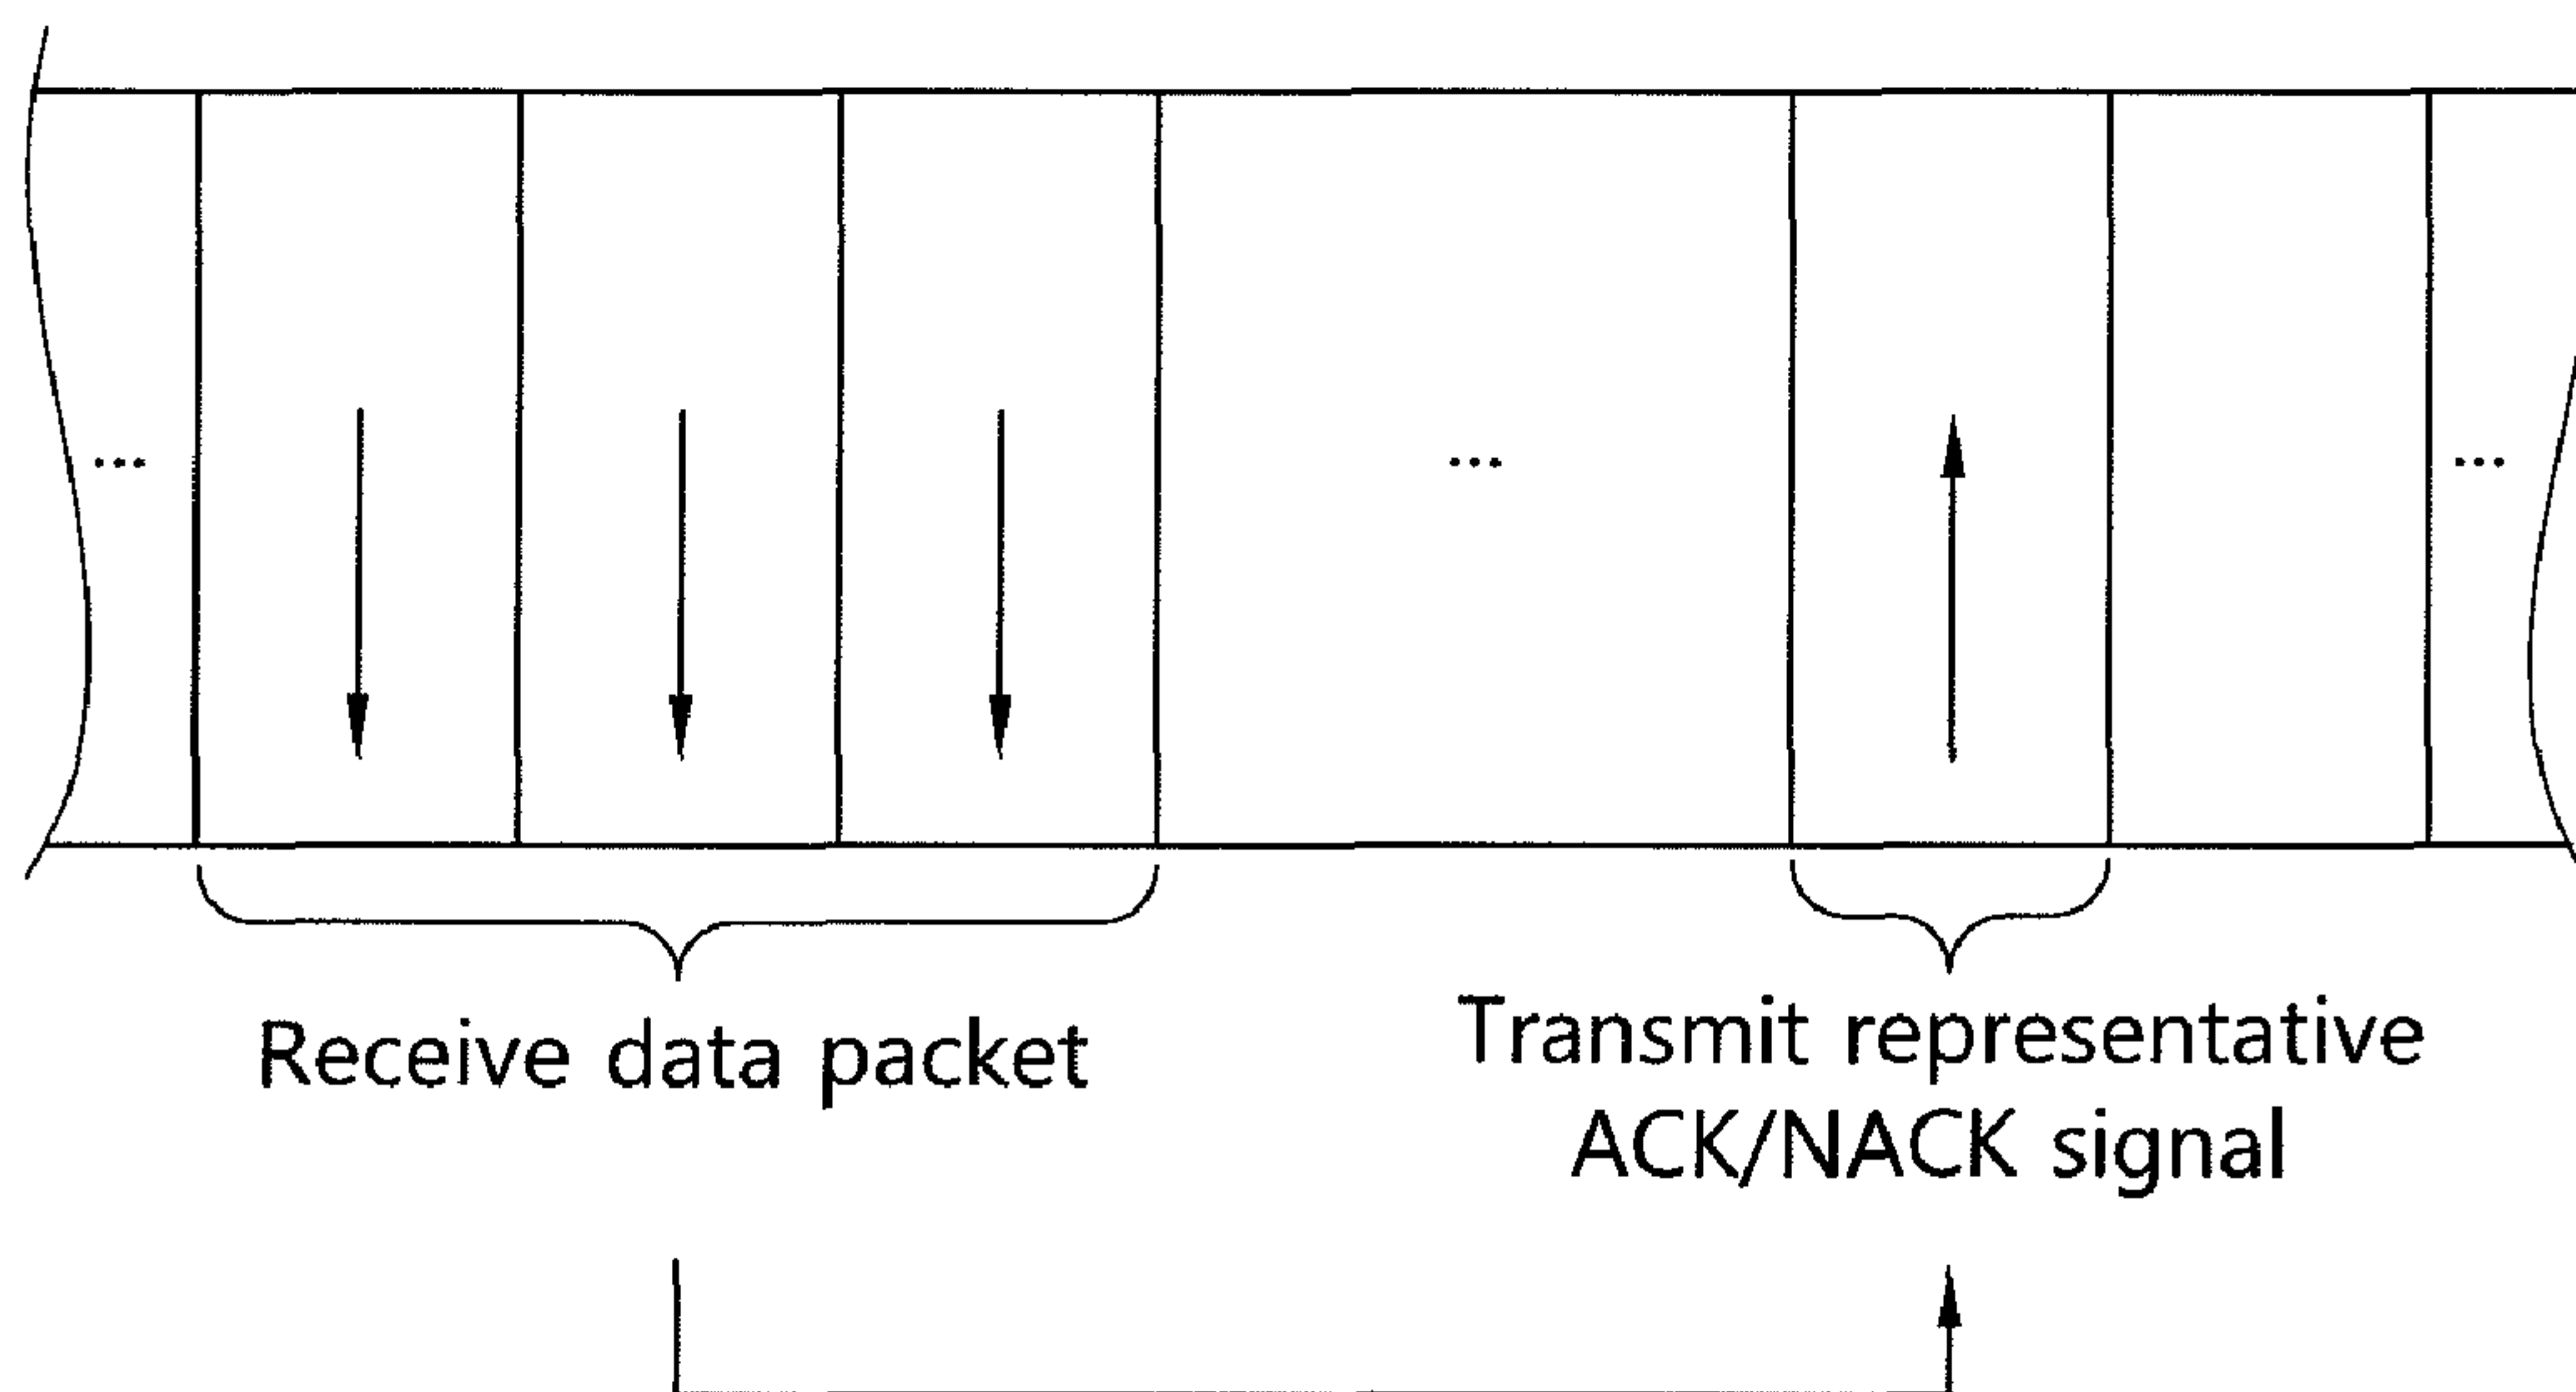 ...
...
...
Receive data packet
Transmit representative
ACK/NACK signal